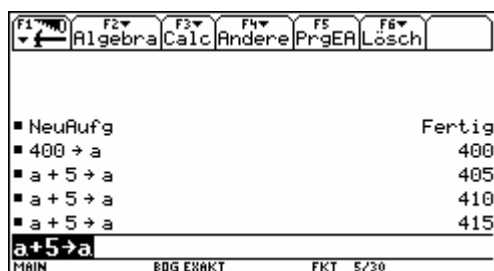 F1 F2 Algebra F3 Calc F4 Andere F5 PrgEA F6 Lösch
■ NeuAufg Fertig
■ 400 → a 400
■ a + 5 → a 405
■ a + 5 → a 410
■ a + 5 → a 415
a+5→a
MAIN BOG EXAKT FKT 5/30